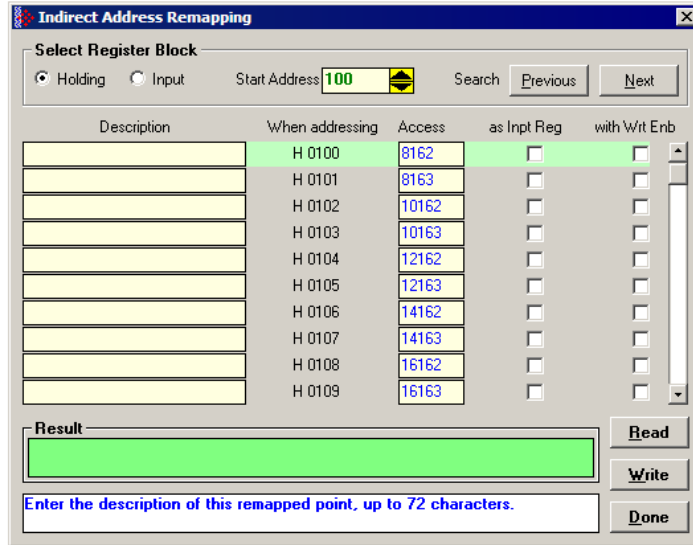 Indirect Address Remapping
Select Register Block
Holding Input Start Address 100 Search Previous Next
Description When addressing Access as Inpt Reg with Wrt Enb
H 0100 8162
H 0101 8163
H 0102 10162
H 0103 10163
H 0104 12162
H 0105 12163
H 0106 14162
H 0107 14163
H 0108 16162
H 0109 16163
Result
Read
Write
Enter the description of this remapped point, up to 72 characters.
Done